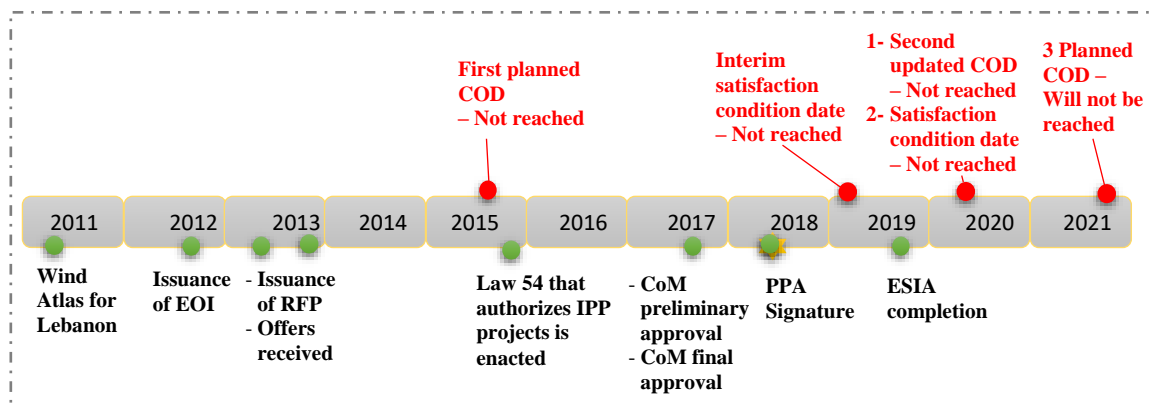 First planned
COD
– Not reached
Interim
satisfaction
condition date
– Not reached
1- Second
updated COD
– Not reached
2- Satisfaction
condition date
– Not reached
3 Planned
COD –
Will not be
reached
2011
2012
2013
2014
2015
2016
2017
2018
2019
2020
2021
Wind
Atlas for
Lebanon
Issuance
of EOI
- Issuance
of RFP
- Offers
received
Law 54 that
authorizes IPP
projects is
enacted
- CoM
preliminary
approval
- CoM final
approval
PPA
Signature
ESIA
completion